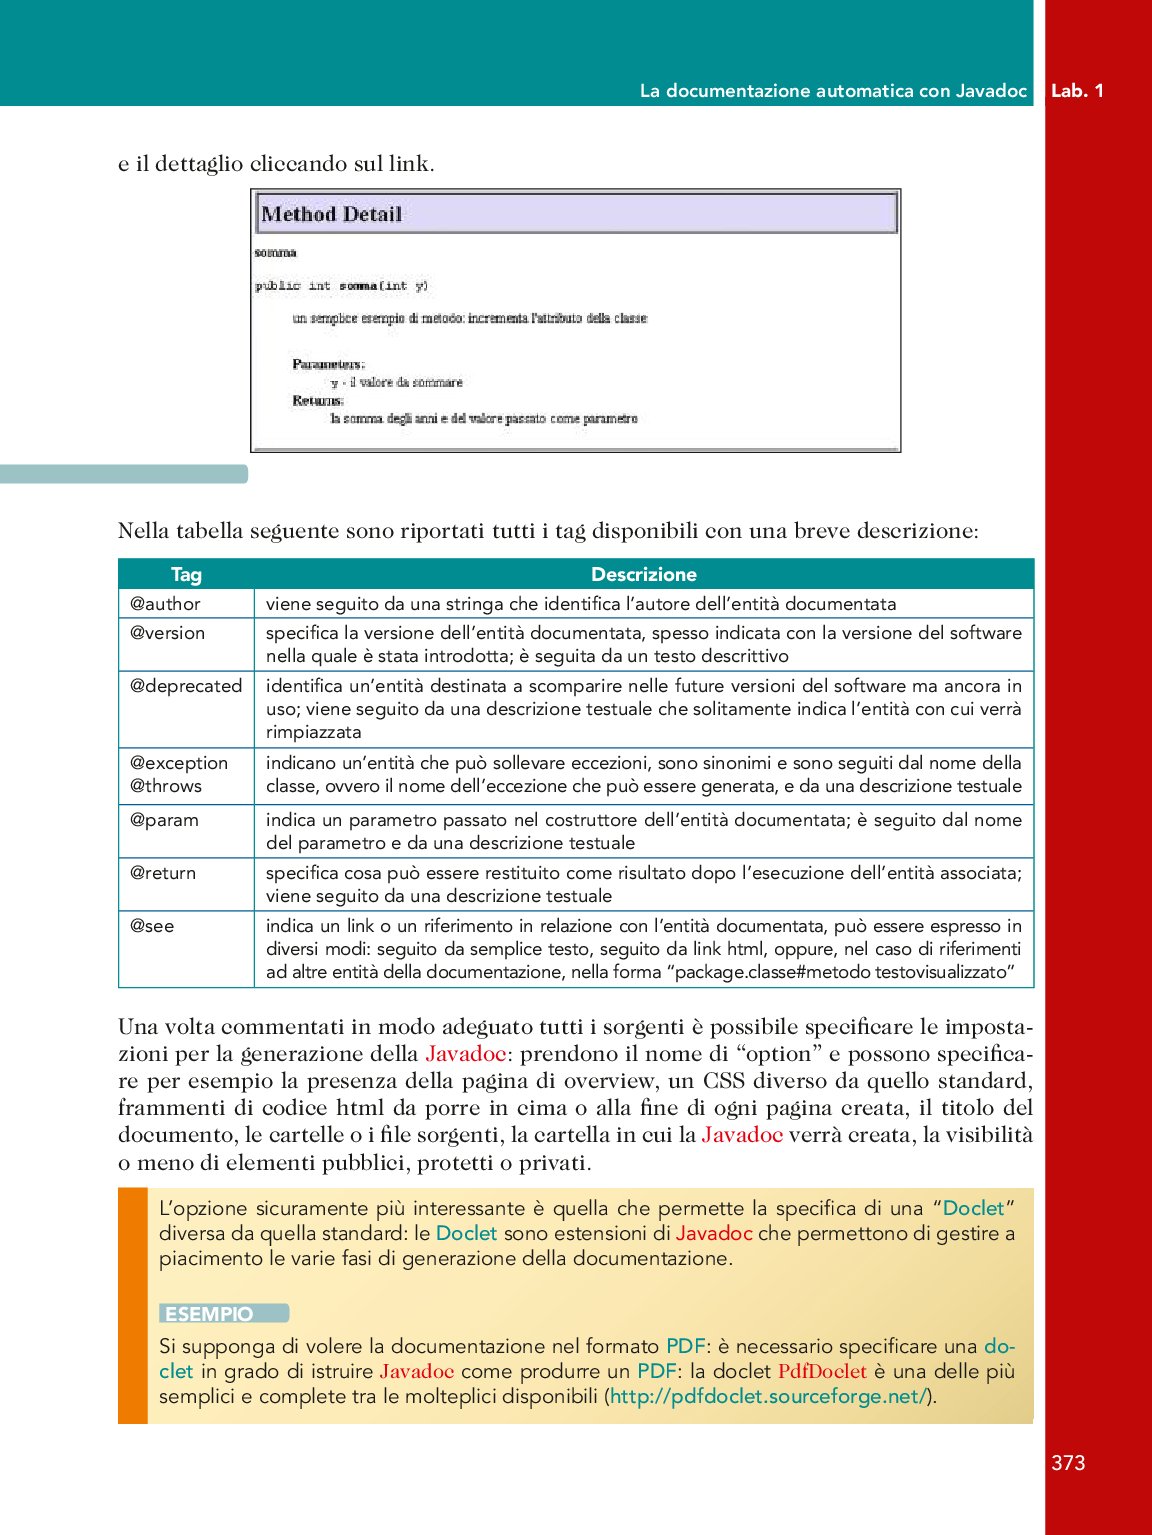 La documentazione automatica con Javadoc Lab. 1
e il dettaglio cliccando sul link.
Method Detail
somma
public int somma(int y)
un semplice esempio di metodo: incrementa l'attributo della classe
Parameters:
y - il valore da sommare
Returns:
la somma degli anni e del valore passato come parametro
Nella tabella seguente sono riportati tutti i tag disponibili con una breve descrizione:
Tag Descrizione
@author viene seguito da una stringa che identifica l’autore dell’entità documentata
@version specifica la versione dell’entità documentata, spesso indicata con la versione del software
nella quale è stata introdotta; è seguita da un testo descrittivo
@deprecated identifica un’entità destinata a scomparire nelle future versioni del software ma ancora in
uso; viene seguito da una descrizione testuale che solitamente indica l’entità con cui verrà
rimpiazzata
@exception indicano un’entità che può sollevare eccezioni, sono sinonimi e sono seguiti dal nome della
@throws classe, ovvero il nome dell’eccezione che può essere generata, e da una descrizione testuale
@param indica un parametro passato nel costruttore dell’entità documentata; è seguito dal nome
del parametro e da una descrizione testuale
@return specifica cosa può essere restituito come risultato dopo l’esecuzione dell’entità associata;
viene seguito da una descrizione testuale
@see indica un link o un riferimento in relazione con l’entità documentata, può essere espresso in
diversi modi: seguito da semplice testo, seguito da link html, oppure, nel caso di riferimenti
ad altre entità della documentazione, nella forma “package.classe#metodo testovisualizzato”
Una volta commentati in modo adeguato tutti i sorgenti è possibile specificare le imposta-
zioni per la generazione della Javadoc: prendono il nome di “option” e possono specifica-
re per esempio la presenza della pagina di overview, un CSS diverso da quello standard,
frammenti di codice html da porre in cima o alla fine di ogni pagina creata, il titolo del
documento, le cartelle o i file sorgenti, la cartella in cui la Javadoc verrà creata, la visibilità
o meno di elementi pubblici, protetti o privati.
L’opzione sicuramente più interessante è quella che permette la specifica di una “Doclet”
diversa da quella standard: le Doclet sono estensioni di Javadoc che permettono di gestire a
piacimento le varie fasi di generazione della documentazione.
ESEMPIO
Si supponga di volere la documentazione nel formato PDF: è necessario specificare una do-
clet in grado di istruire Javadoc come produrre un PDF: la doclet PdfDoclet è una delle più
semplici e complete tra le molteplici disponibili (http://pdfdoclet.sourceforge.net/).
373